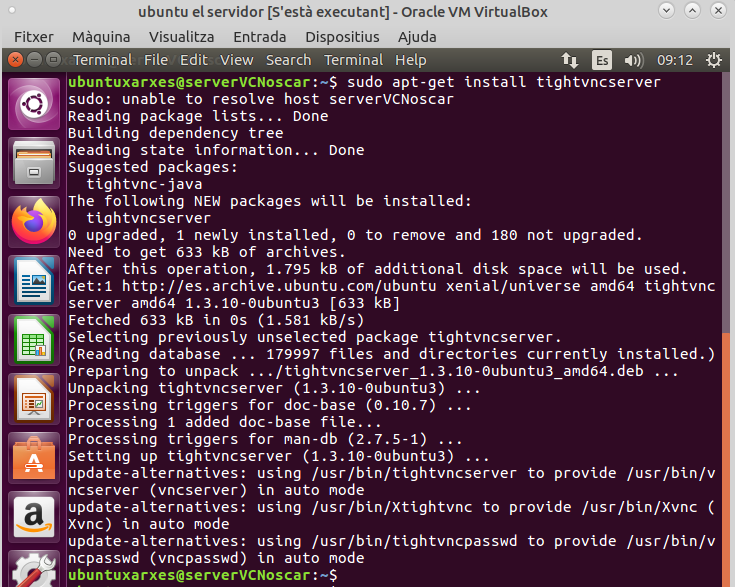 ubuntu el servidor [S'està executant] - Oracle VM VirtualBox
Fitxer Màquina Visualitza Entrada Dispositius Ajuda
Terminal File Edit View Search Terminal Help Es 09:12
ubuntuxarxes@serverVCNoscar:~$ sudo apt-get install tightvncserver
sudo: unable to resolve host serverVCNoscar
Reading package lists... Done
Building dependency tree
Reading state information... Done
Suggested packages:
  tightvnc-java
The following NEW packages will be installed:
  tightvncserver
0 upgraded, 1 newly installed, 0 to remove and 180 not upgraded.
Need to get 633 kB of archives.
After this operation, 1.795 kB of additional disk space will be used.
Get:1 http://es.archive.ubuntu.com/ubuntu xenial/universe amd64 tightvnc
server amd64 1.3.10-0ubuntu3 [633 kB]
Fetched 633 kB in 0s (1.581 kB/s)
Selecting previously unselected package tightvncserver.
(Reading database ... 179997 files and directories currently installed.)
Preparing to unpack .../tightvncserver_1.3.10-0ubuntu3_amd64.deb ...
Unpacking tightvncserver (1.3.10-0ubuntu3) ...
Processing triggers for doc-base (0.10.7) ...
Processing 1 added doc-base file...
Processing triggers for man-db (2.7.5-1) ...
Setting up tightvncserver (1.3.10-0ubuntu3) ...
update-alternatives: using /usr/bin/tightvncserver to provide /usr/bin/v
ncserver (vncserver) in auto mode
update-alternatives: using /usr/bin/Xtightvnc to provide /usr/bin/Xvnc (
Xvnc) in auto mode
update-alternatives: using /usr/bin/tightvncpasswd to provide /usr/bin/v
ncpasswd (vncpasswd) in auto mode
ubuntuxarxes@serverVCNoscar:~$